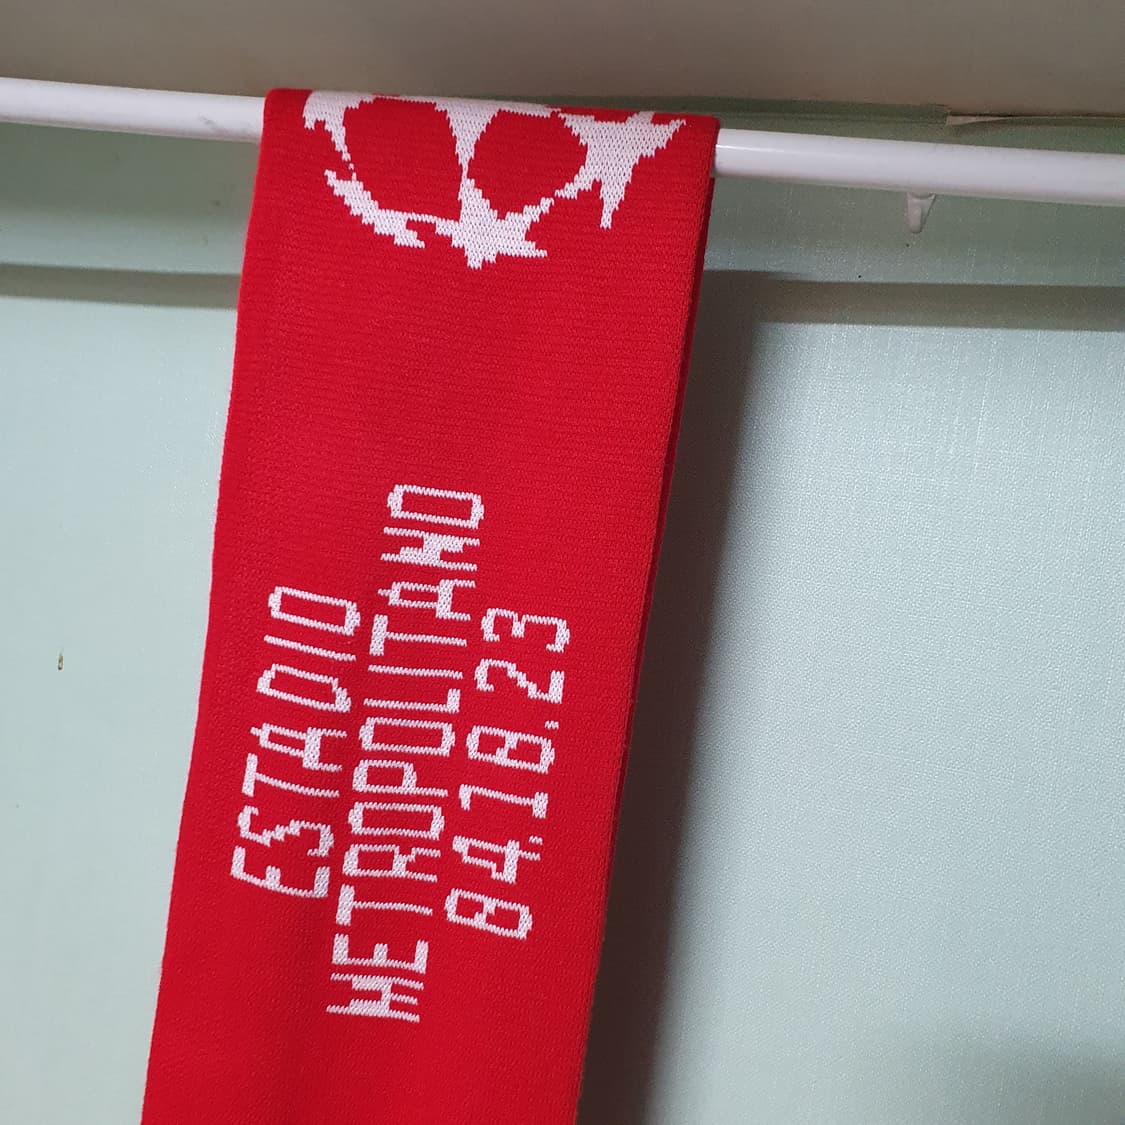 ESTADIO
METROPOLITANO
04.10.23